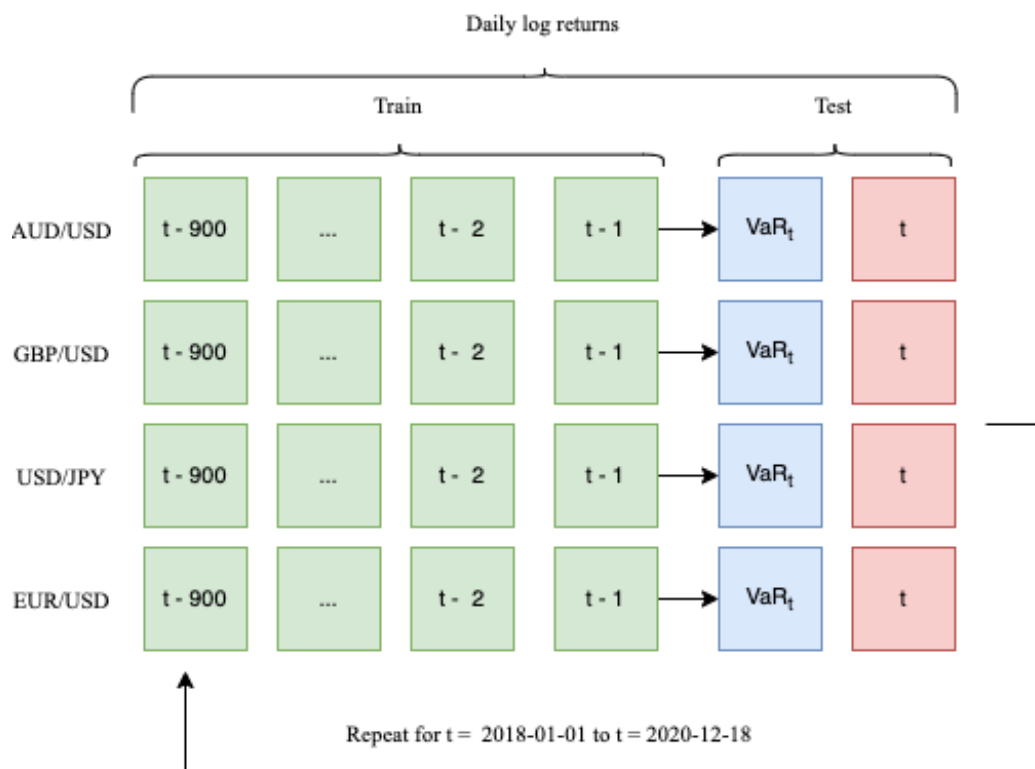 Daily log returns
Train Test
AUD/USD t - 900 ... t - 2 t - 1 VaRt t
GBP/USD t - 900 ... t - 2 t - 1 VaRt t
USD/JPY t - 900 ... t - 2 t - 1 VaRt t
EUR/USD t - 900 ... t - 2 t - 1 VaRt t
Repeat for t = 2018-01-01 to t = 2020-12-18